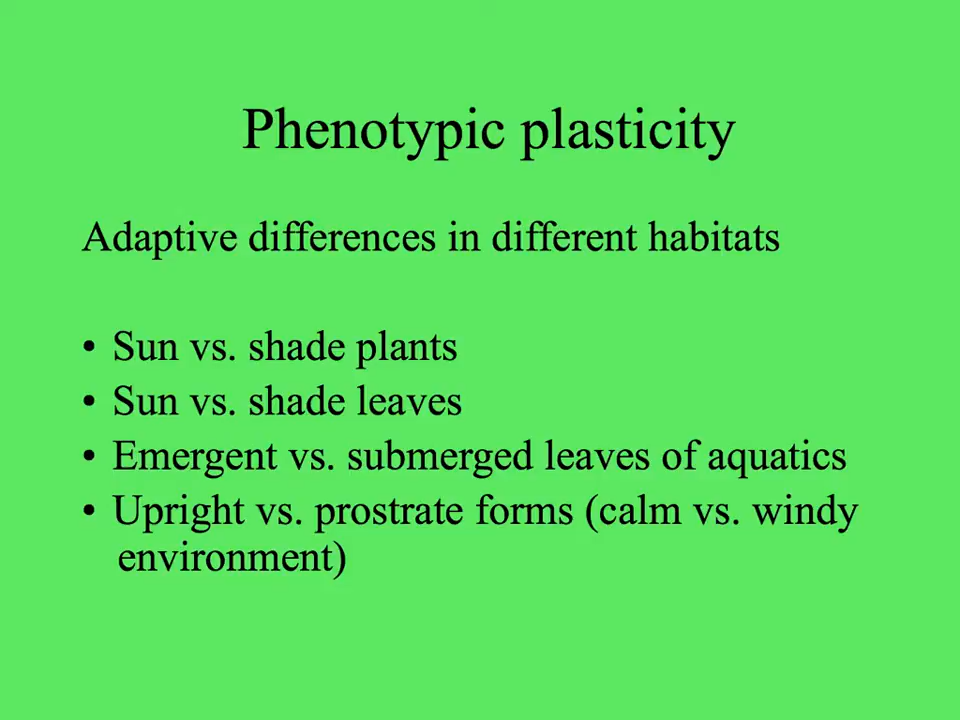 Phenotypic plasticity
Adaptive differences in different habitats
• Sun vs. shade plants
• Sun vs. shade leaves
• Emergent vs. submerged leaves of aquatics
• Upright vs. prostrate forms (calm vs. windy
environment)